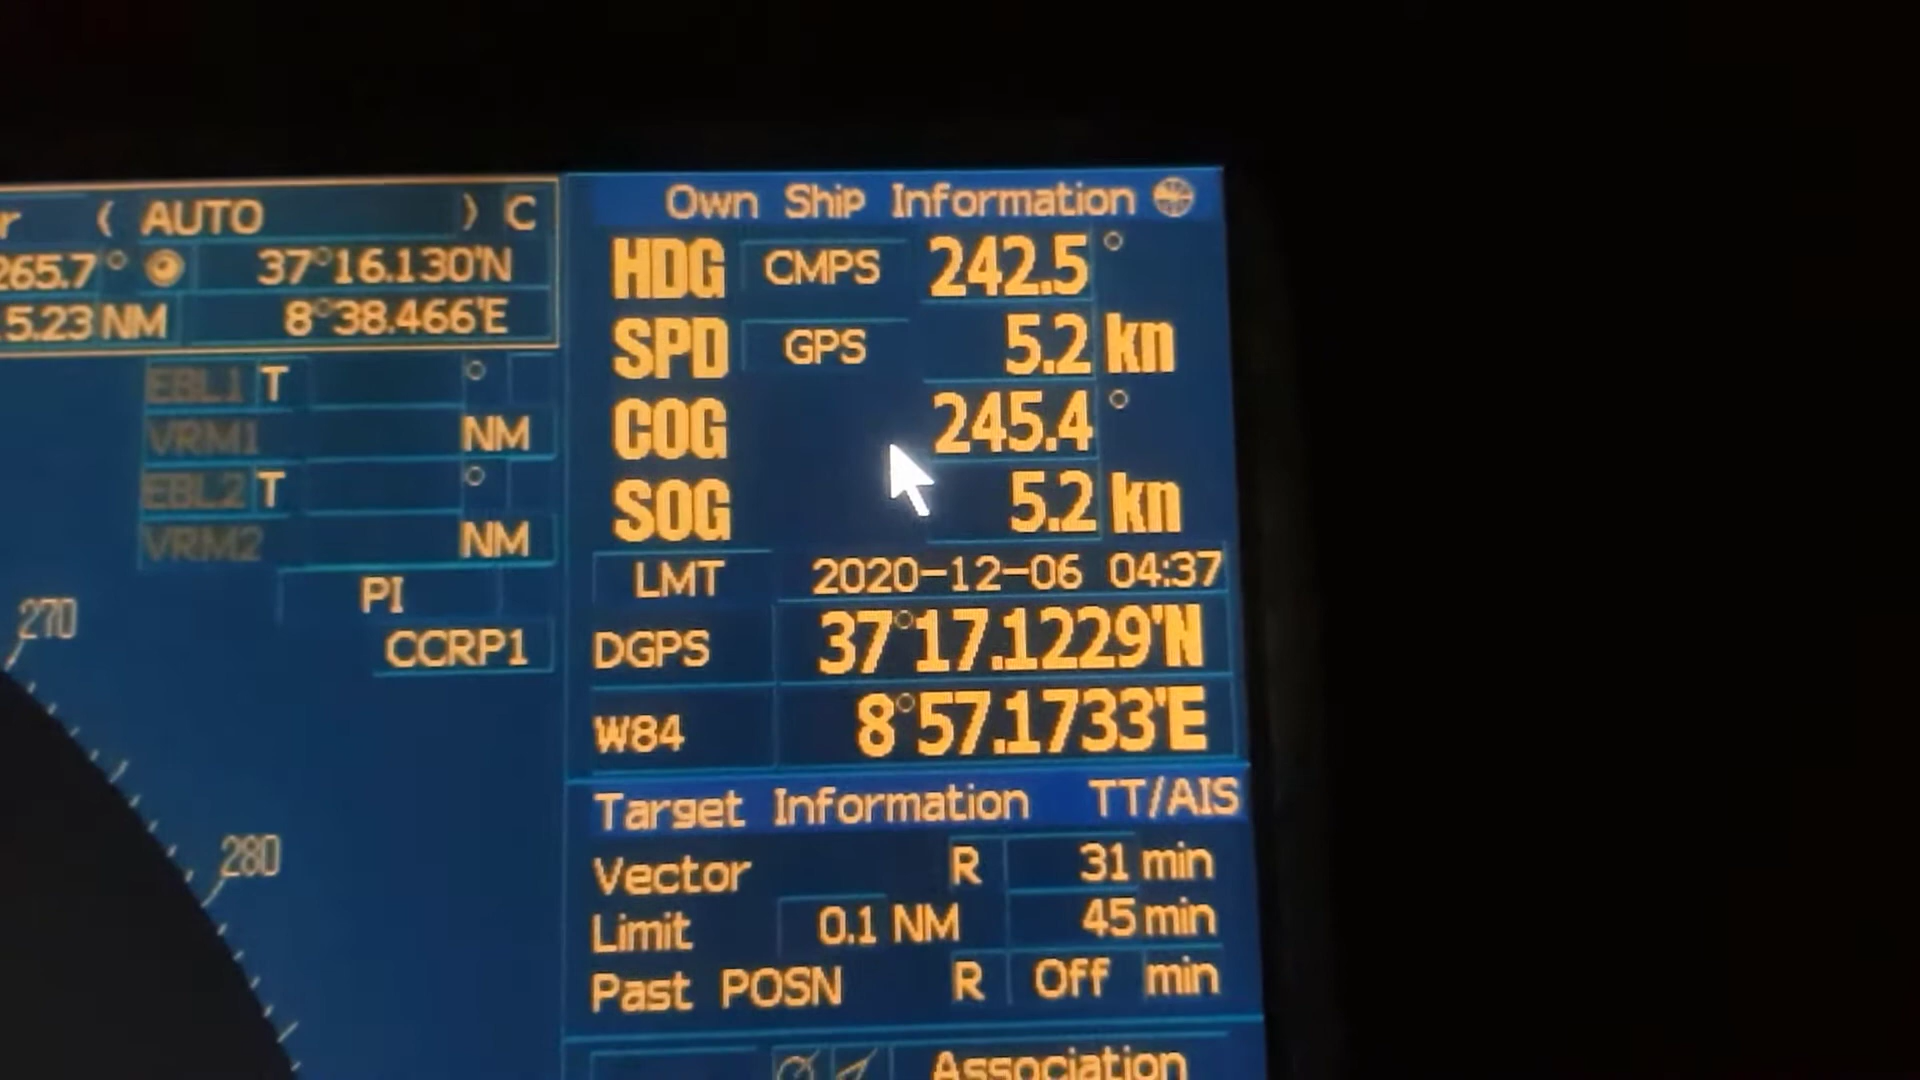 r ( AUTO ) C
265.7° 37°16.130'N
5.23 NM 8°38.466'E
EBL1 T °
VRM1 NM
EBL2 T °
VRM2 NM
PI
CCRP1
270
280
Own Ship Information
HDG CMPS 242.5°
SPD GPS 5.2 kn
COG 245.4°
SOG 5.2 kn
LMT 2020-12-06 04:37
DGPS 37°17.1229'N
W84 8°57.1733'E
Target Information TT/AIS
Vector R 31 min
Limit 0.1 NM 45 min
Past POSN R Off min
Association